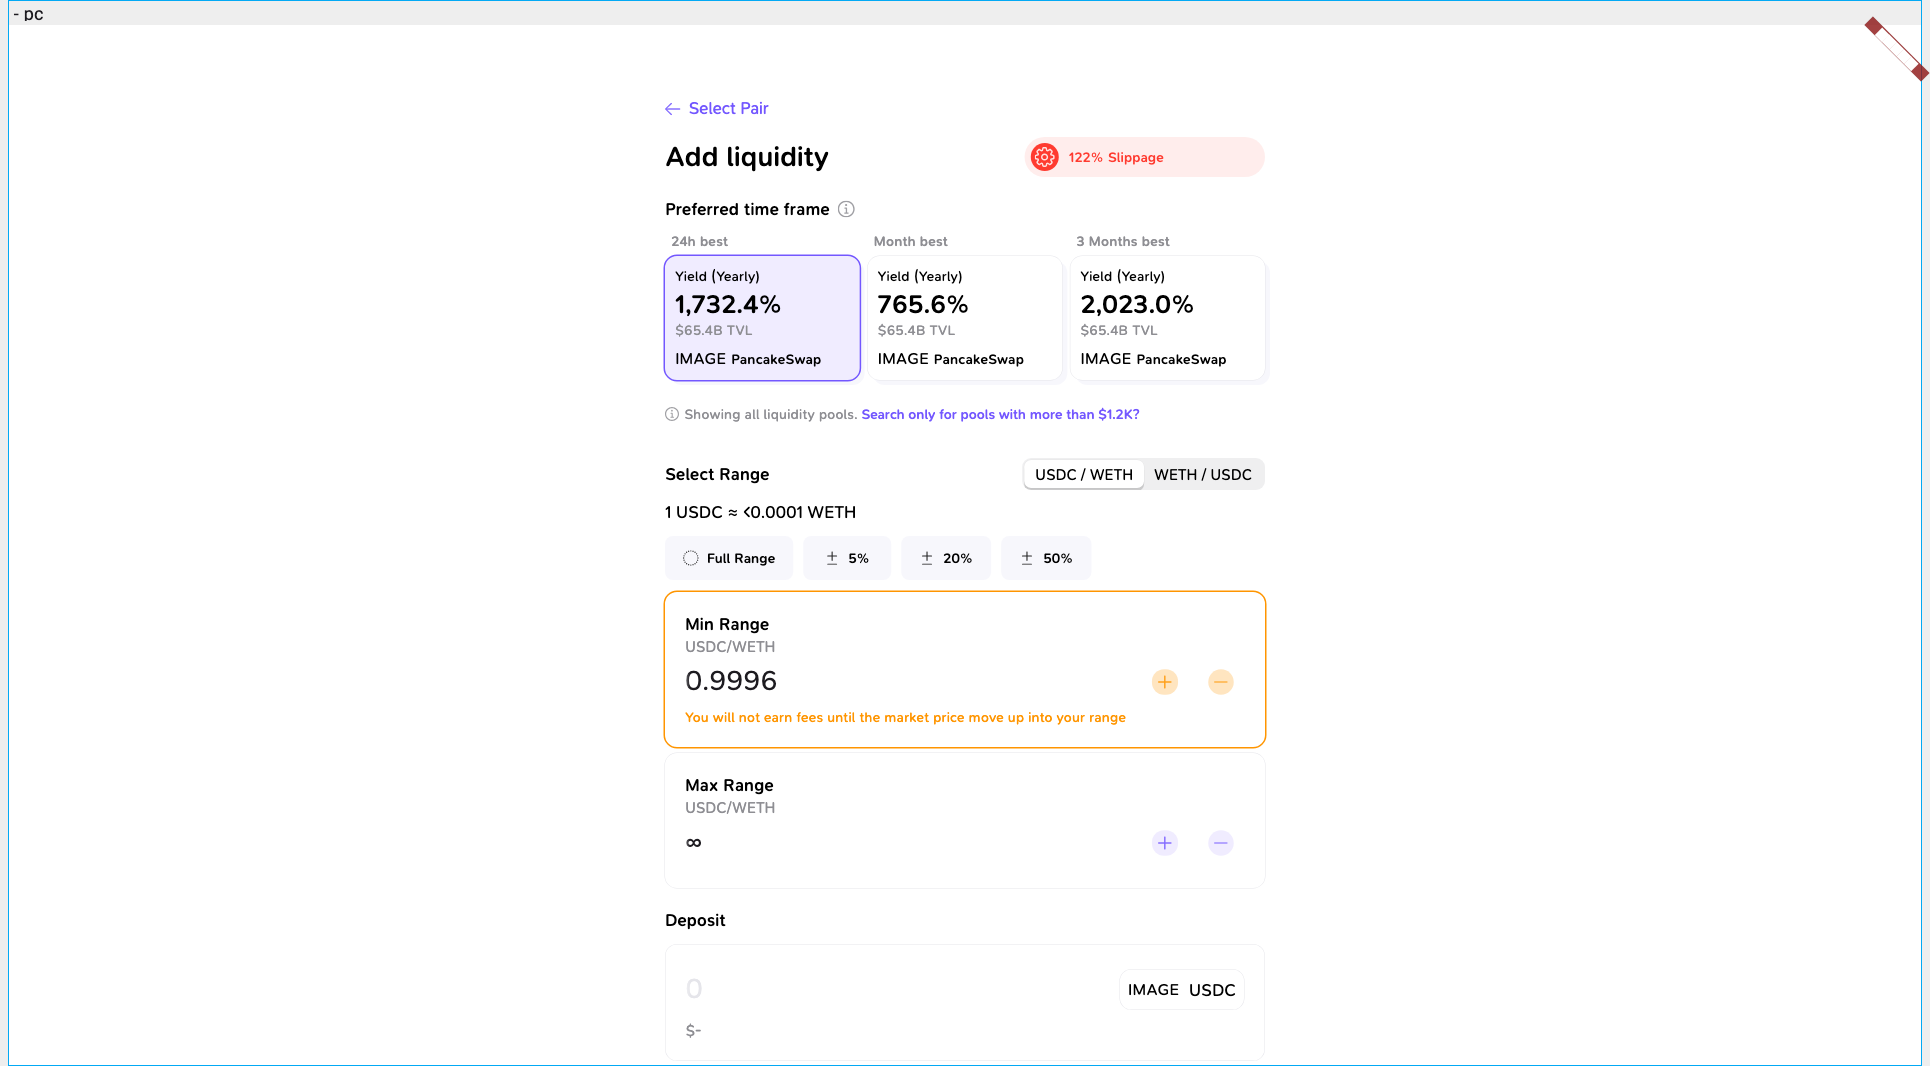 - pc
Select Pair
Add liquidity
122% Slippage
Preferred time frame
24h best
Month best
3 Months best
Yield (Yearly)
1,732.4%
$65.4B TVL
IMAGE PancakeSwap
Yield (Yearly)
765.6%
$65.4B TVL
IMAGE PancakeSwap
Yield (Yearly)
2,023.0%
$65.4B TVL
IMAGE PancakeSwap
Showing all liquidity pools. Search only for pools with more than $1.2K?
Select Range
USDC / WETH
WETH / USDC
1 USDC ≈ <0.0001 WETH
Full Range
± 5%
± 20%
± 50%
Min Range
USDC/WETH
0.9996
You will not earn fees until the market price move up into your range
Max Range
USDC/WETH
∞
Deposit
0
IMAGE USDC
$-